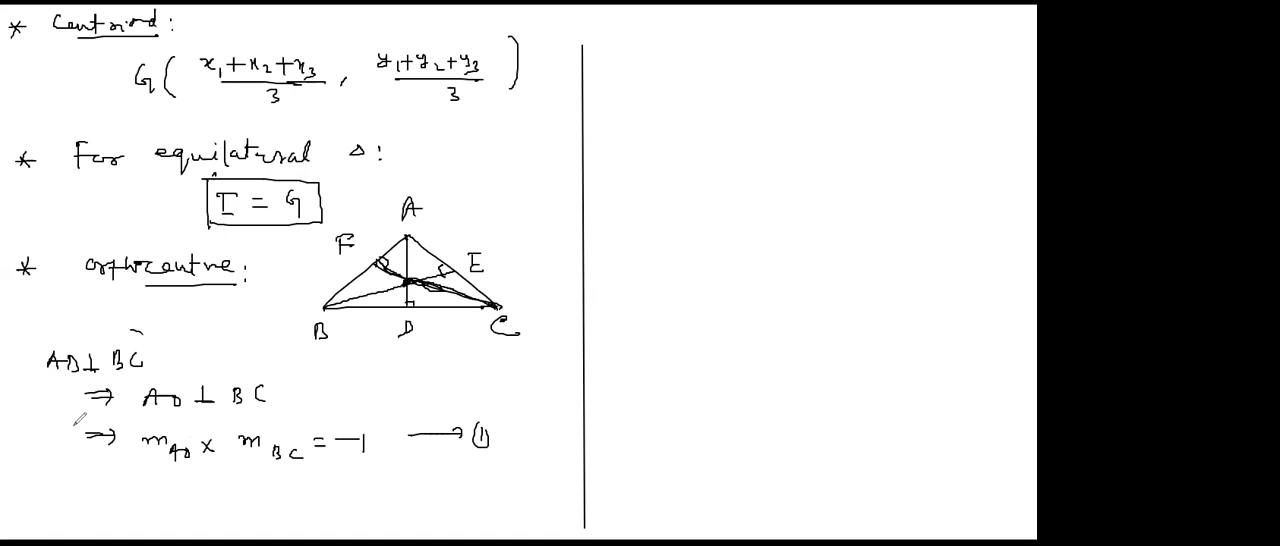 * Centroid :
G ( x₁+x₂+x₃ / 3 , y₁+y₂+y₃ / 3 )
* For equilateral Δ :
I = G
* orthocentre :
A
F
E
B
D
C
AD ⊥ BC
⇒ AD ⊥ BC
⇒ m_AD × m_BC = -1 ⟶ ①